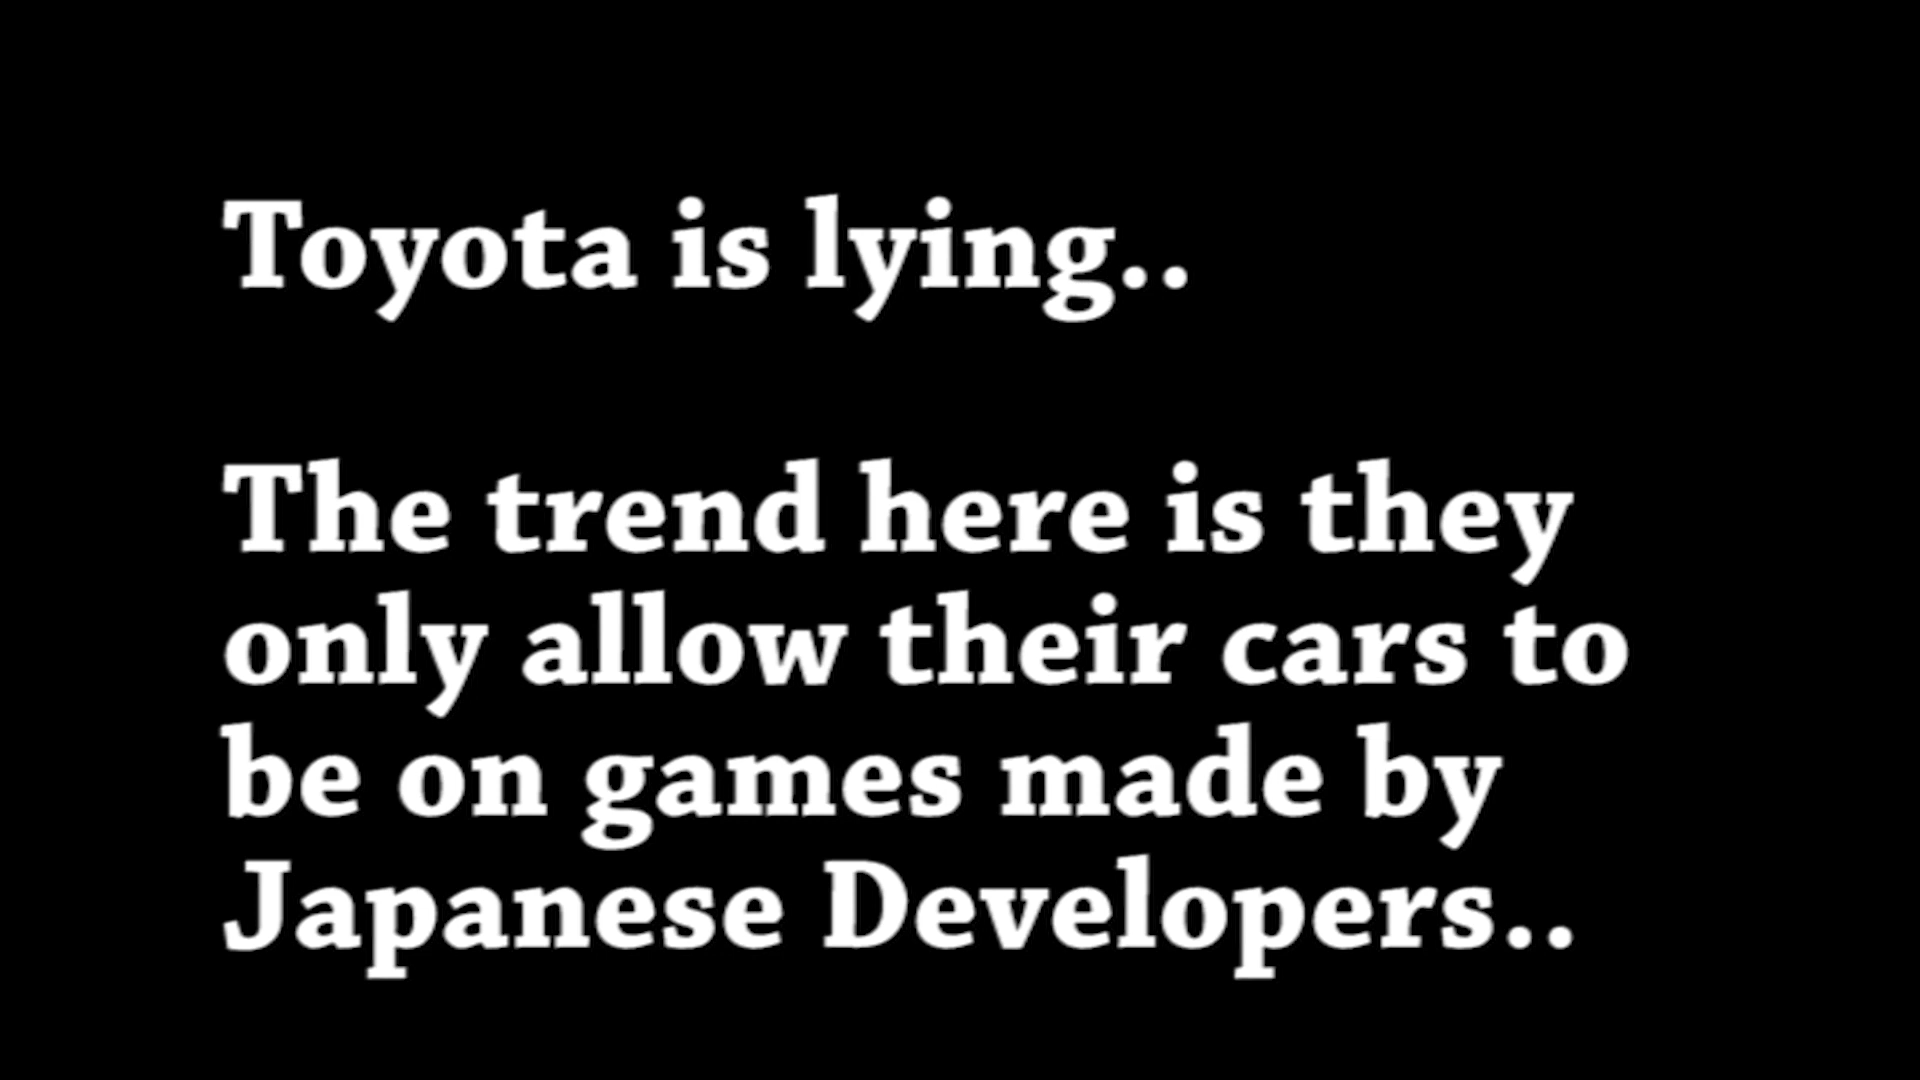 Toyota is lying..
The trend here is they
only allow their cars to
be on games made by
Japanese Developers..